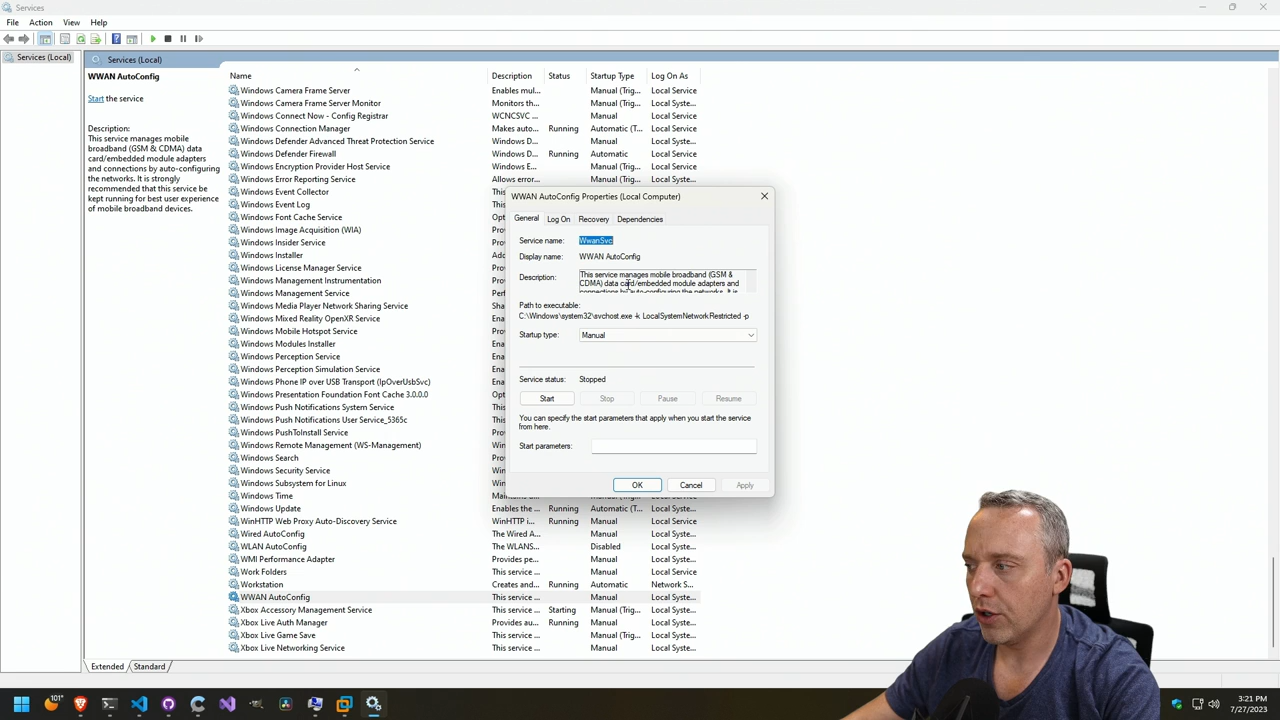 Services
File Action View Help
Services (Local)
Services (Local)
WWAN AutoConfig
Start the service
Description:
This service manages mobile
broadband (GSM & CDMA) data
card/embedded module adapters
and connections by auto-configuring
the networks. It is strongly
recommended that this service be
kept running for best user experience
of mobile broadband devices.
Name Description Status Startup Type Log On As
Windows Camera Frame Server Enables mul... Manual (Trig... Local Service
Windows Camera Frame Server Monitor Monitors th... Manual (Trig... Local Syste...
Windows Connect Now - Config Registrar WCNCSVC ... Manual Local Service
Windows Connection Manager Makes auto... Running Automatic (T... Local Service
Windows Defender Advanced Threat Protection Service Windows D... Manual Local Syste...
Windows Defender Firewall Windows D... Running Automatic Local Service
Windows Encryption Provider Host Service Windows E... Manual (Trig... Local Service
Windows Error Reporting Service Allows error... Manual (Trig... Local Syste...
Windows Event Collector This
Windows Event Log This
Windows Font Cache Service Opt
Windows Image Acquisition (WIA) Pro
Windows Insider Service Pro
Windows Installer
Windows License Manager Service
Windows Management Instrumentation
Windows Management Service
Windows Media Player Network Sharing Service
Windows Mixed Reality OpenXR Service
Windows Mobile Hotspot Service
Windows Modules Installer
Windows Perception Service
Windows Perception Simulation Service
Windows Phone IP over USB Transport (IpOverUsbSvc)
Windows Presentation Foundation Font Cache 3.0.0.0
Windows Push Notifications System Service
Windows Push Notifications User Service_5365c
Windows PushToInstall Service
Windows Remote Management (WS-Management)
Windows Search
Windows Security Service
Windows Subsystem for Linux
Windows Time
Windows Update Enables the ... Running Automatic (T... Local Syste...
WinHTTP Web Proxy Auto-Discovery Service WinHTTP i... Running Manual Local Service
Wired AutoConfig The Wired A... Manual Local Syste...
WLAN AutoConfig The WLANS... Disabled Local Syste...
WMI Performance Adapter Provides pe... Manual Local Syste...
Work Folders This service ... Manual Local Service
Workstation Creates and... Running Automatic Network S...
WWAN AutoConfig This service ... Manual Local Syste...
Xbox Accessory Management Service This service ... Starting Manual (Trig... Local Syste...
Xbox Live Auth Manager Provides au... Running Manual Local Syste...
Xbox Live Game Save This service ... Manual (Trig... Local Syste...
Xbox Live Networking Service This service ... Manual Local Syste...
WWAN AutoConfig Properties (Local Computer)
General Log On Recovery Dependencies
Service name: WwanSvc
Display name: WWAN AutoConfig
Description: This service manages mobile broadband (GSM &
CDMA) data card/embedded module adapters and
connections by auto-configuring the networks. It is
Path to executable:
C:\Windows\system32\svchost.exe -k LocalSystemNetworkRestricted -p
Startup type: Manual
Service status: Stopped
Start Stop Pause Resume
You can specify the start parameters that apply when you start the service
from here.
Start parameters:
OK Cancel Apply
Extended Standard
101°
3:21 PM
7/27/2023